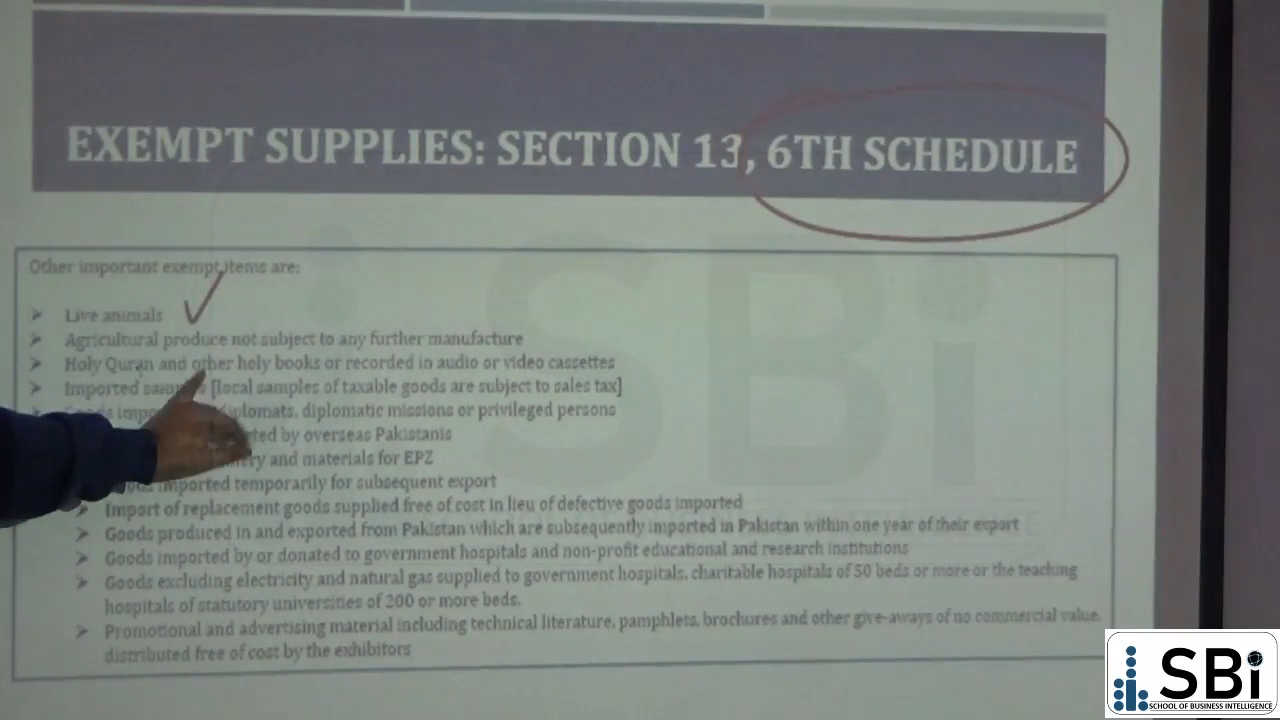 EXEMPT SUPPLIES: SECTION 13, 6TH SCHEDULE
Other important exempt items are:
➤ Live animals
➤ Agricultural produce not subject to any further manufacture
➤ Holy Quran and other holy books or recorded in audio or video cassettes
➤ Imported [local samples of taxable goods are subject to sales tax]
diplomats, diplomatic missions or privileged persons
by overseas Pakistanis
and materials for EPZ
imported temporarily for subsequent export
Import of replacement goods supplied free of cost in lieu of defective goods imported
➤ Goods produced in and exported from Pakistan which are subsequently imported in Pakistan within one year of their export
➤ Goods imported by or donated to government hospitals and non-profit educational and research institutions
➤ Goods excluding electricity and natural gas supplied to government hospitals, charitable hospitals of 50 beds or more or the teaching
hospitals of statutory universities of 200 or more beds.
➤ Promotional and advertising material including technical literature, pamphlets, brochures and other give-aways of no commercial value,
distributed free of cost by the exhibitors
SBi
SBi
SCHOOL OF BUSINESS INTELLIGENCE